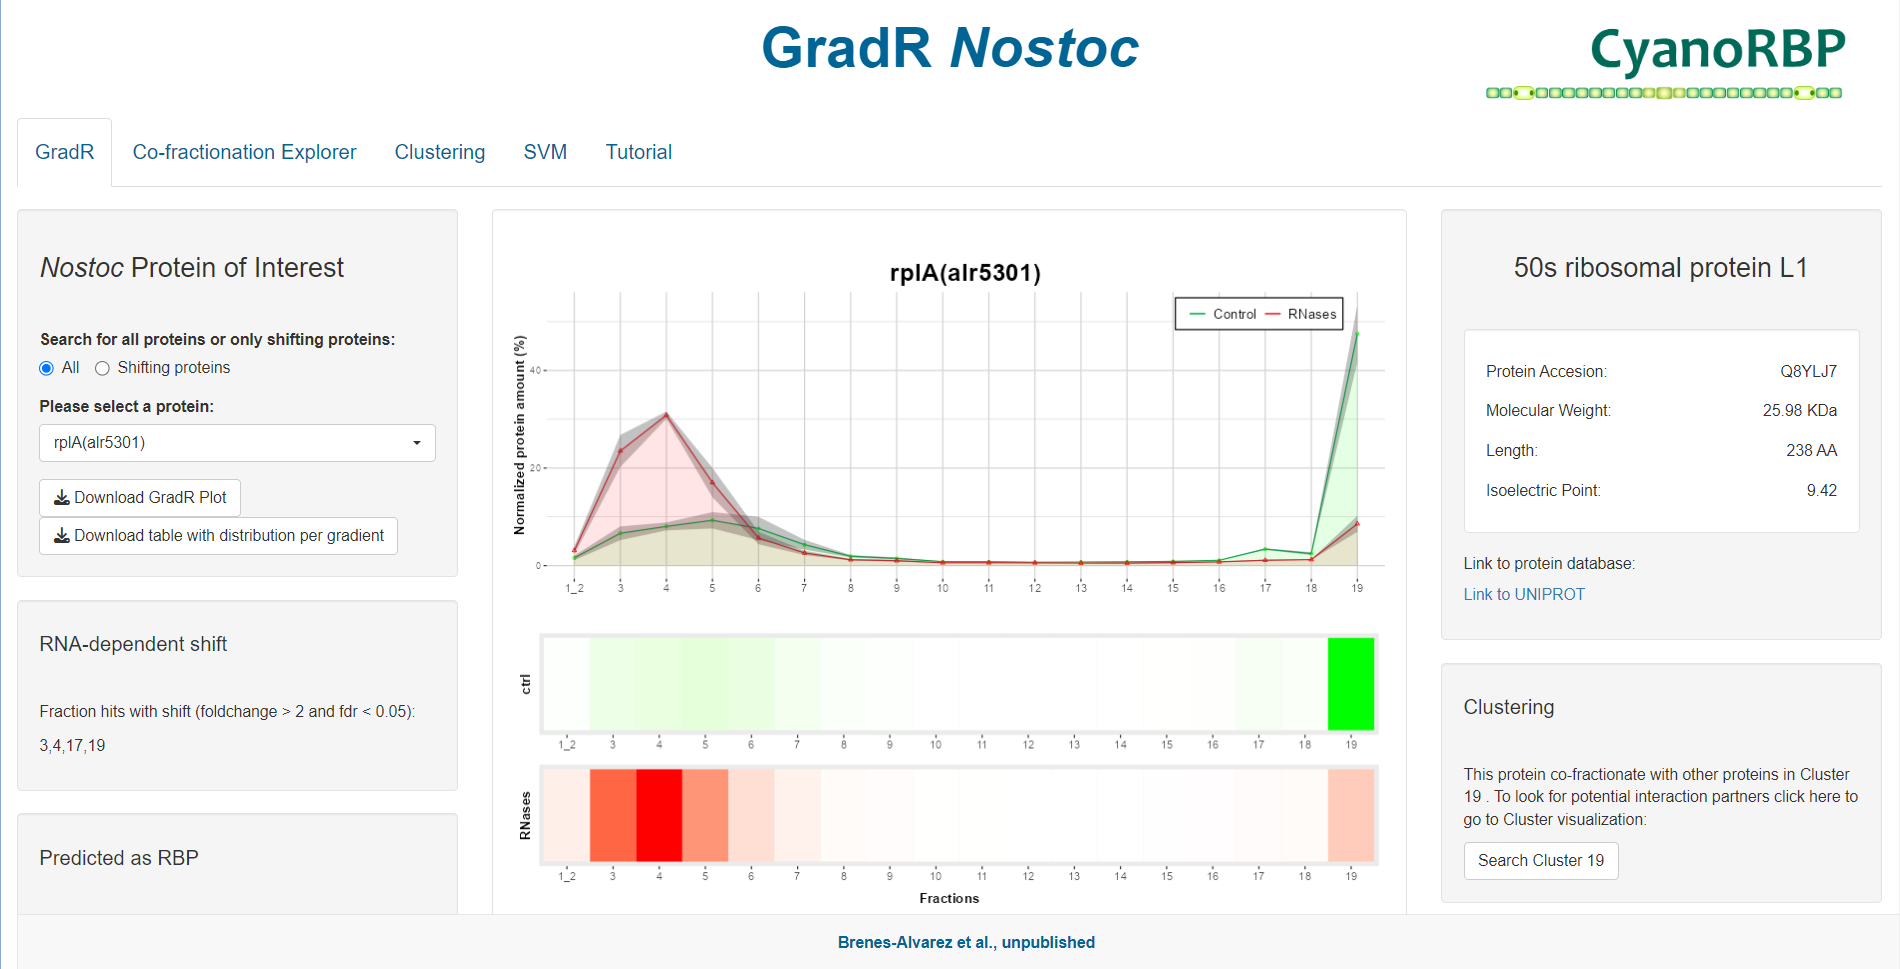 GradR Nostoc
CyanoRBP
GradR
Co-fractionation Explorer
Clustering
SVM
Tutorial
Nostoc Protein of Interest
Search for all proteins or only shifting proteins:
All
Shifting proteins
Please select a protein:
rplA(alr5301)
Download GradR Plot
Download table with distribution per gradient
RNA-dependent shift
Fraction hits with shift (foldchange > 2 and fdr < 0.05):
3,4,17,19
Predicted as RBP
rplA(alr5301)
Control
RNases
Normalized protein amount (%)
40
20
0
1_2 3 4 5 6 7 8 9 10 11 12 13 14 15 16 17 18 19
ctrl
1_2 3 4 5 6 7 8 9 10 11 12 13 14 15 16 17 18 19
RNases
1_2 3 4 5 6 7 8 9 10 11 12 13 14 15 16 17 18 19
Fractions
50s ribosomal protein L1
Protein Accesion: Q8YLJ7
Molecular Weight: 25.98 KDa
Length: 238 AA
Isoelectric Point: 9.42
Link to protein database:
Link to UNIPROT
Clustering
This protein co-fractionate with other proteins in Cluster
19 . To look for potential interaction partners click here to
go to Cluster visualization:
Search Cluster 19
Brenes-Alvarez et al., unpublished